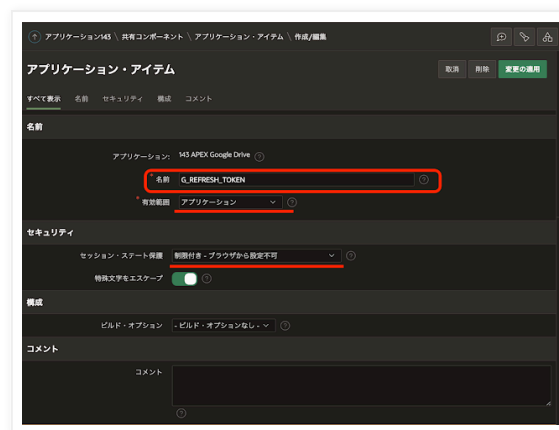 アプリケーション143 \ 共有コンポーネント \ アプリケーション・アイテム \ 作成/編集
アプリケーション・アイテム
取消 削除 変更の適用
すべて表示 名前 セキュリティ 構成 コメント
名前
アプリケーション: 143 APEX Google Drive
* 名前 G_REFRESH_TOKEN
* 有効範囲 アプリケーション
セキュリティ
セッション・ステート保護 制限付き - ブラウザから設定不可
特殊文字をエスケープ
構成
ビルド・オプション - ビルド・オプションなし -
コメント
コメント